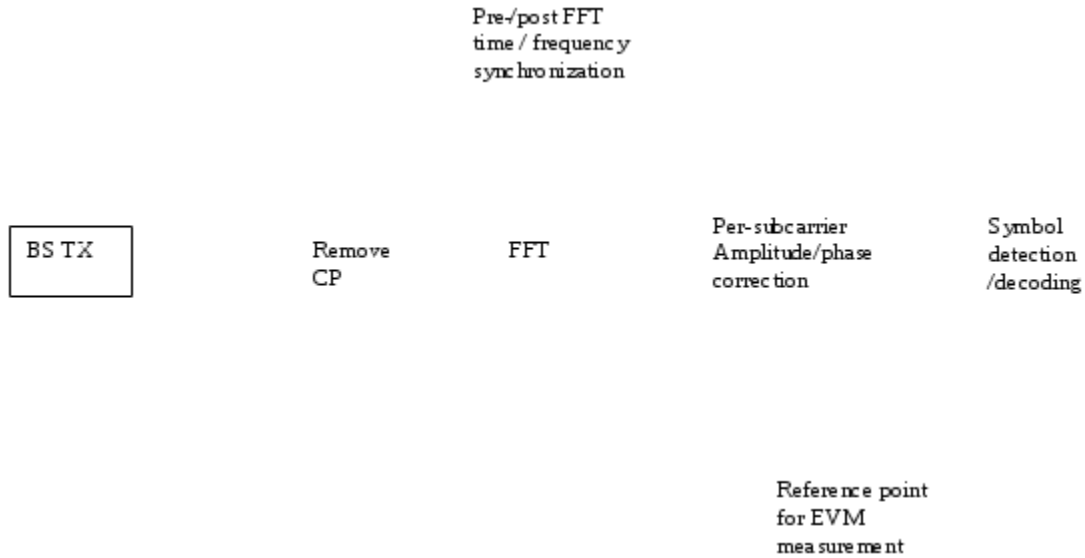 Pre-/post FFT
time / frequency
synchronization
BS TX
Remove
CP
FFT
Per-subcarrier
Amplitude/phase
correction
Symbol
detection
/decoding
Reference point
for EVM
measurement